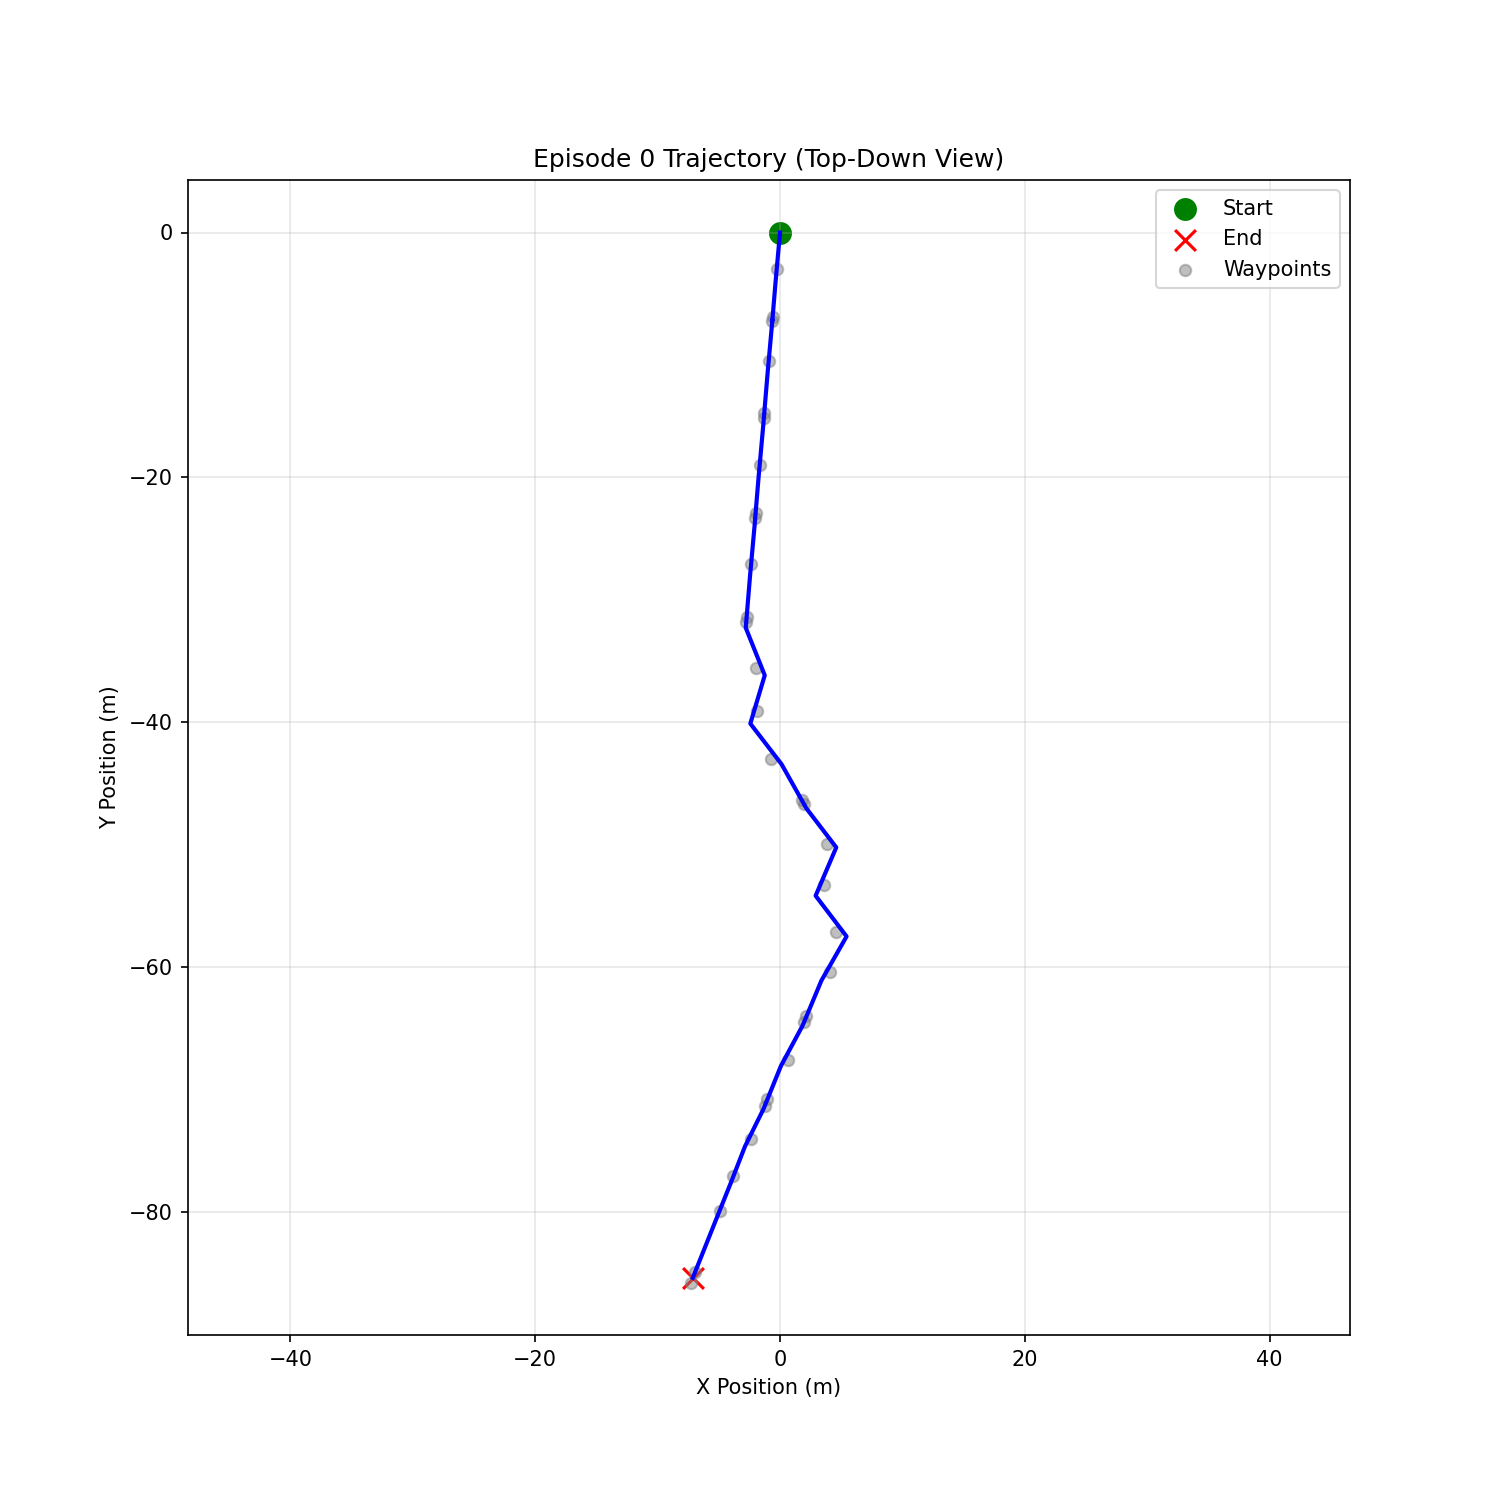 Episode 0 Trajectory (Top-Down View)
Start
End
Waypoints
0
−20
−40
−60
−80
Y Position (m)
−40
−20
0
20
40
X Position (m)